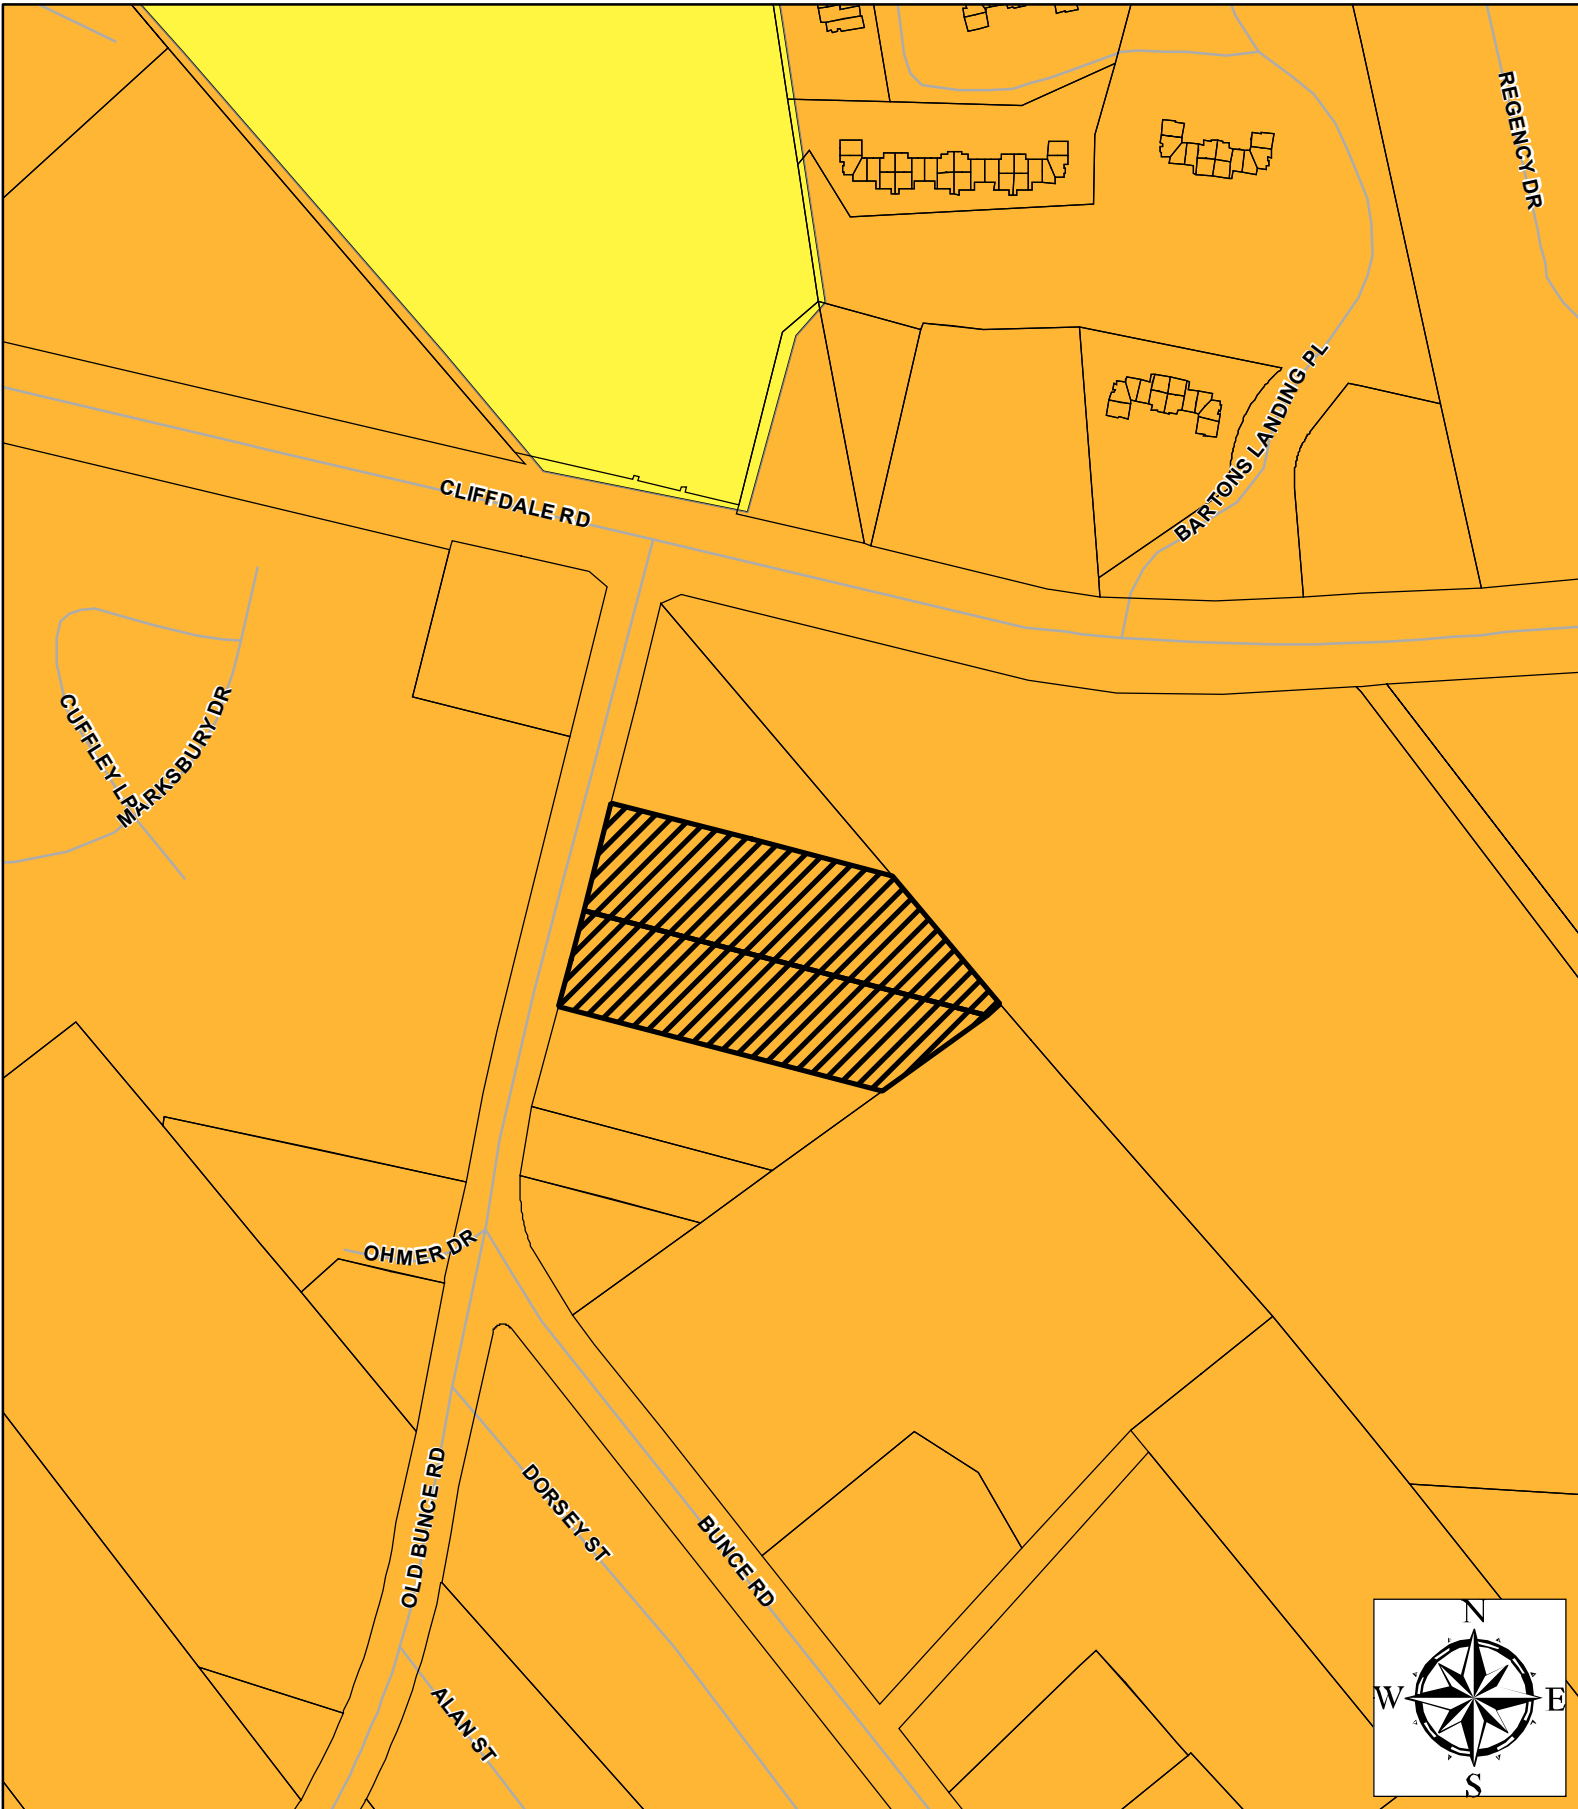 REGENCY DR
BARTONS LANDING PL
CLIFFDALE RD
CUFFLEY LP
MARKSBURY DR
OHMER DR
OLD BUNCE RD
DORSEY ST
BUNCE RD
ALAN ST
N
W E
S